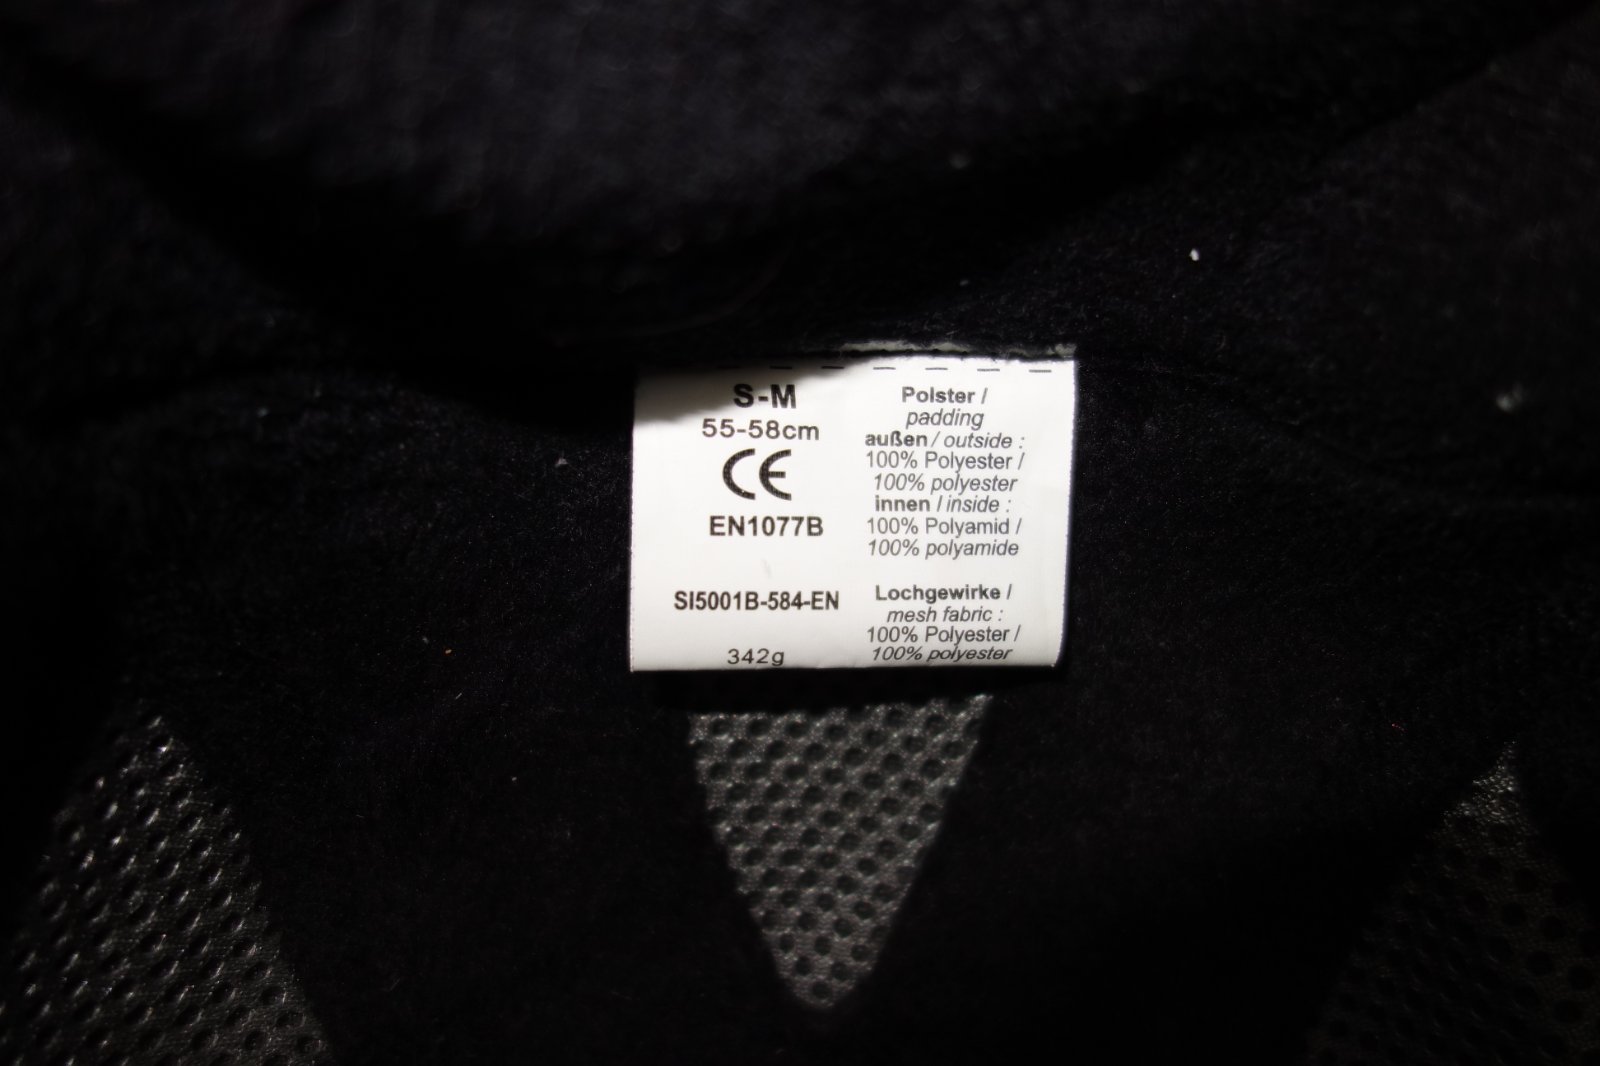 S-M
55-58cm
CE
EN1077B
SI5001B-584-EN
342g
Polster /
padding
außen / outside :
100% Polyester /
100% polyester
innen / inside :
100% Polyamid /
100% polyamide
Lochgewirke /
mesh fabric :
100% Polyester /
100% polyester